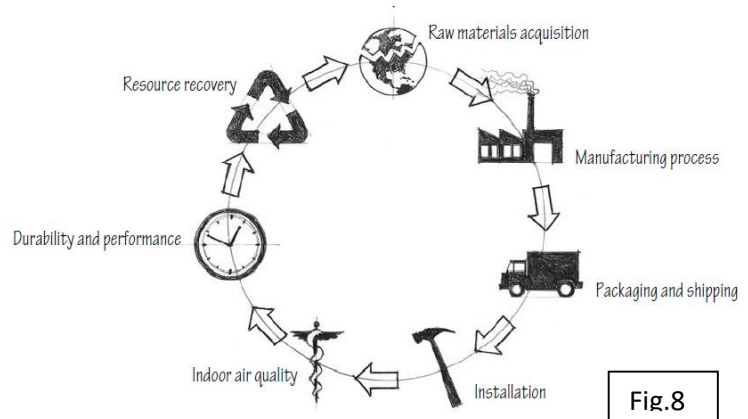 Raw materials acquisition
Manufacturing process
Packaging and shipping
Installation
Indoor air quality
Durability and performance
Resource recovery
Fig.8